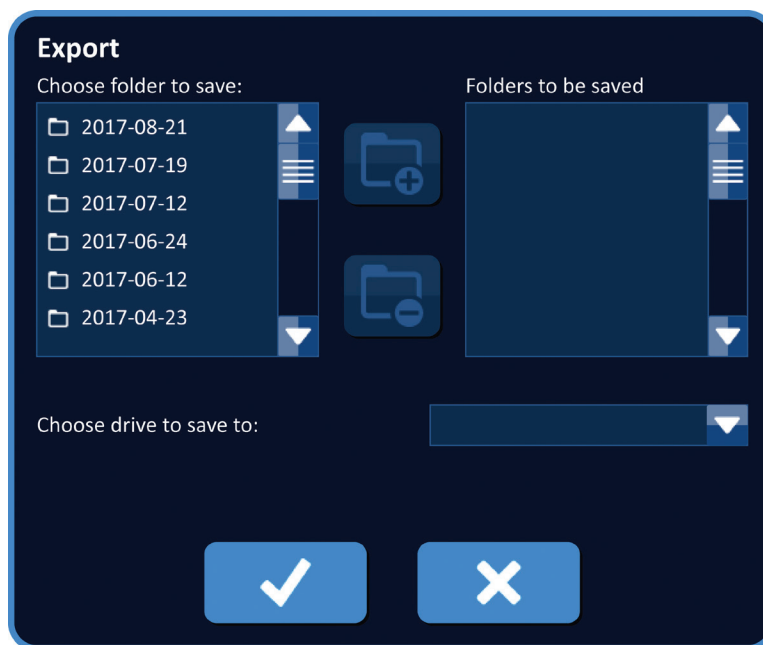 Export
Choose folder to save:
Folders to be saved
2017-08-21
2017-07-19
2017-07-12
2017-06-24
2017-06-12
2017-04-23
Choose drive to save to: